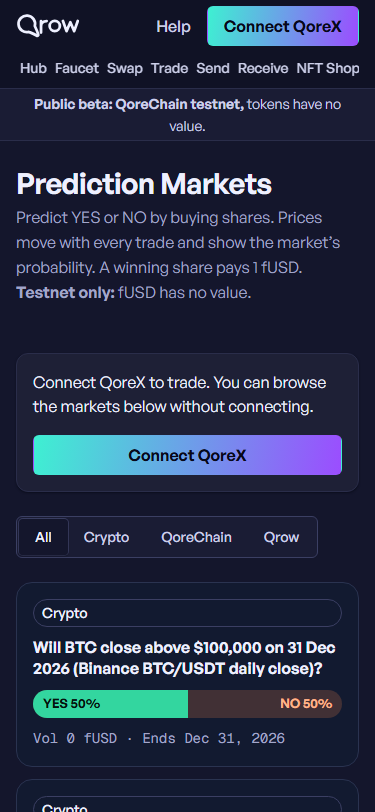 Qrow
Help
Connect QoreX
Hub Faucet Swap Trade Send Receive NFT Shop
Public beta: QoreChain testnet, tokens have no
value.
Prediction Markets
Predict YES or NO by buying shares. Prices
move with every trade and show the market’s
probability. A winning share pays 1 fUSD.
Testnet only: fUSD has no value.
Connect QoreX to trade. You can browse
the markets below without connecting.
Connect QoreX
All
Crypto
QoreChain
Qrow
Crypto
Will BTC close above $100,000 on 31 Dec
2026 (Binance BTC/USDT daily close)?
YES 50%
NO 50%
Vol 0 fUSD · Ends Dec 31, 2026
Crypto